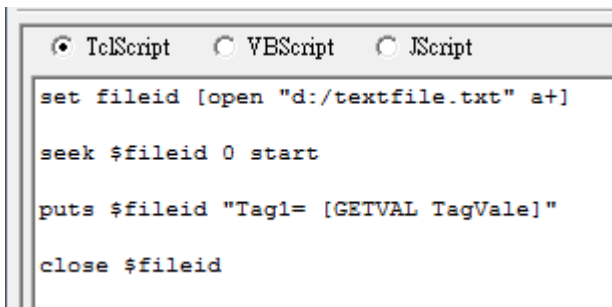 TclScript VBScript JScript
set fileid [open "d:/textfile.txt" a+]
seek $fileid 0 start
puts $fileid "Tag1= [GETVAL TagVale]"
close $fileid